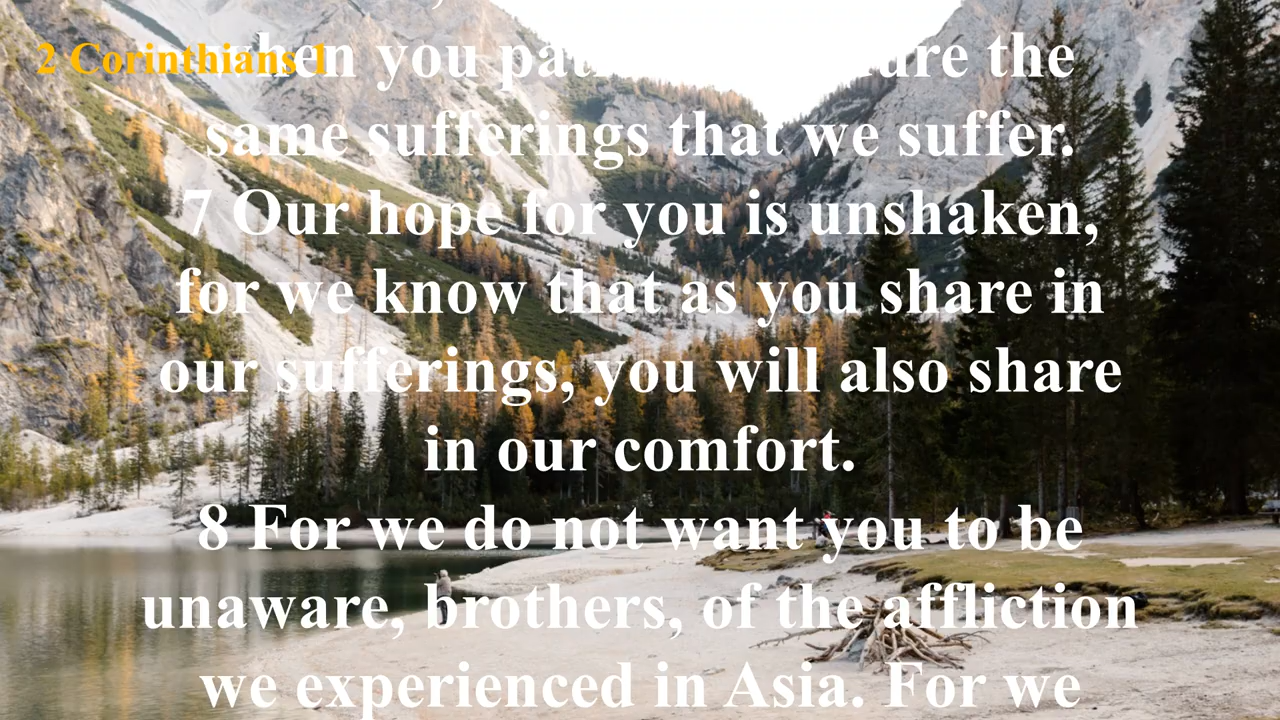 2 Corinthians 1
when you patiently endure the
same sufferings that we suffer.
7 Our hope for you is unshaken,
for we know that as you share in
our sufferings, you will also share
in our comfort.
8 For we do not want you to be
unaware, brothers, of the affliction
we experienced in Asia. For we